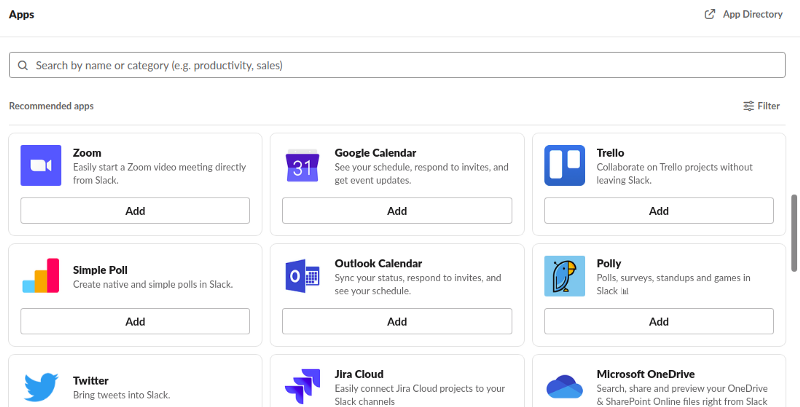 Apps
App Directory
Search by name or category (e.g. productivity, sales)
Recommended apps
Filter
Zoom
Easily start a Zoom video meeting directly
from Slack.
Add
Google Calendar
See your schedule, respond to invites, and
get event updates.
31
Add
Trello
Collaborate on Trello projects without
leaving Slack.
Add
Simple Poll
Create native and simple polls in Slack.
Add
Outlook Calendar
Sync your status, respond to invites, and
see your schedule.
Add
Polly
Polls, surveys, standups and games in
Slack 📊
Add
Twitter
Bring tweets into Slack.
Jira Cloud
Easily connect Jira Cloud projects to your
Slack channels
Microsoft OneDrive
Search, share and preview your OneDrive
& SharePoint Online files right from Slack